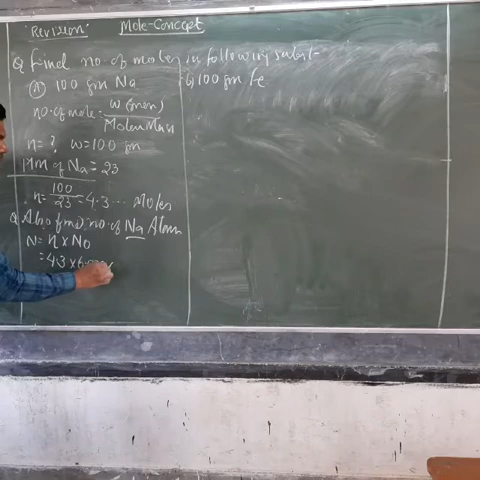 "Revision" Mole-Concept
Q Find no. of moles in following subst-
(a) 100 gm Na (b) 100 gm Fe
no. of mole = W (given) / Molar Mass
n = ? W = 100 gm
MM of Na = 23
n = 100/23 = 4.3... Moles
Q Also find no. of Na Atom
N = n × N0
= 4.3 × 6.022